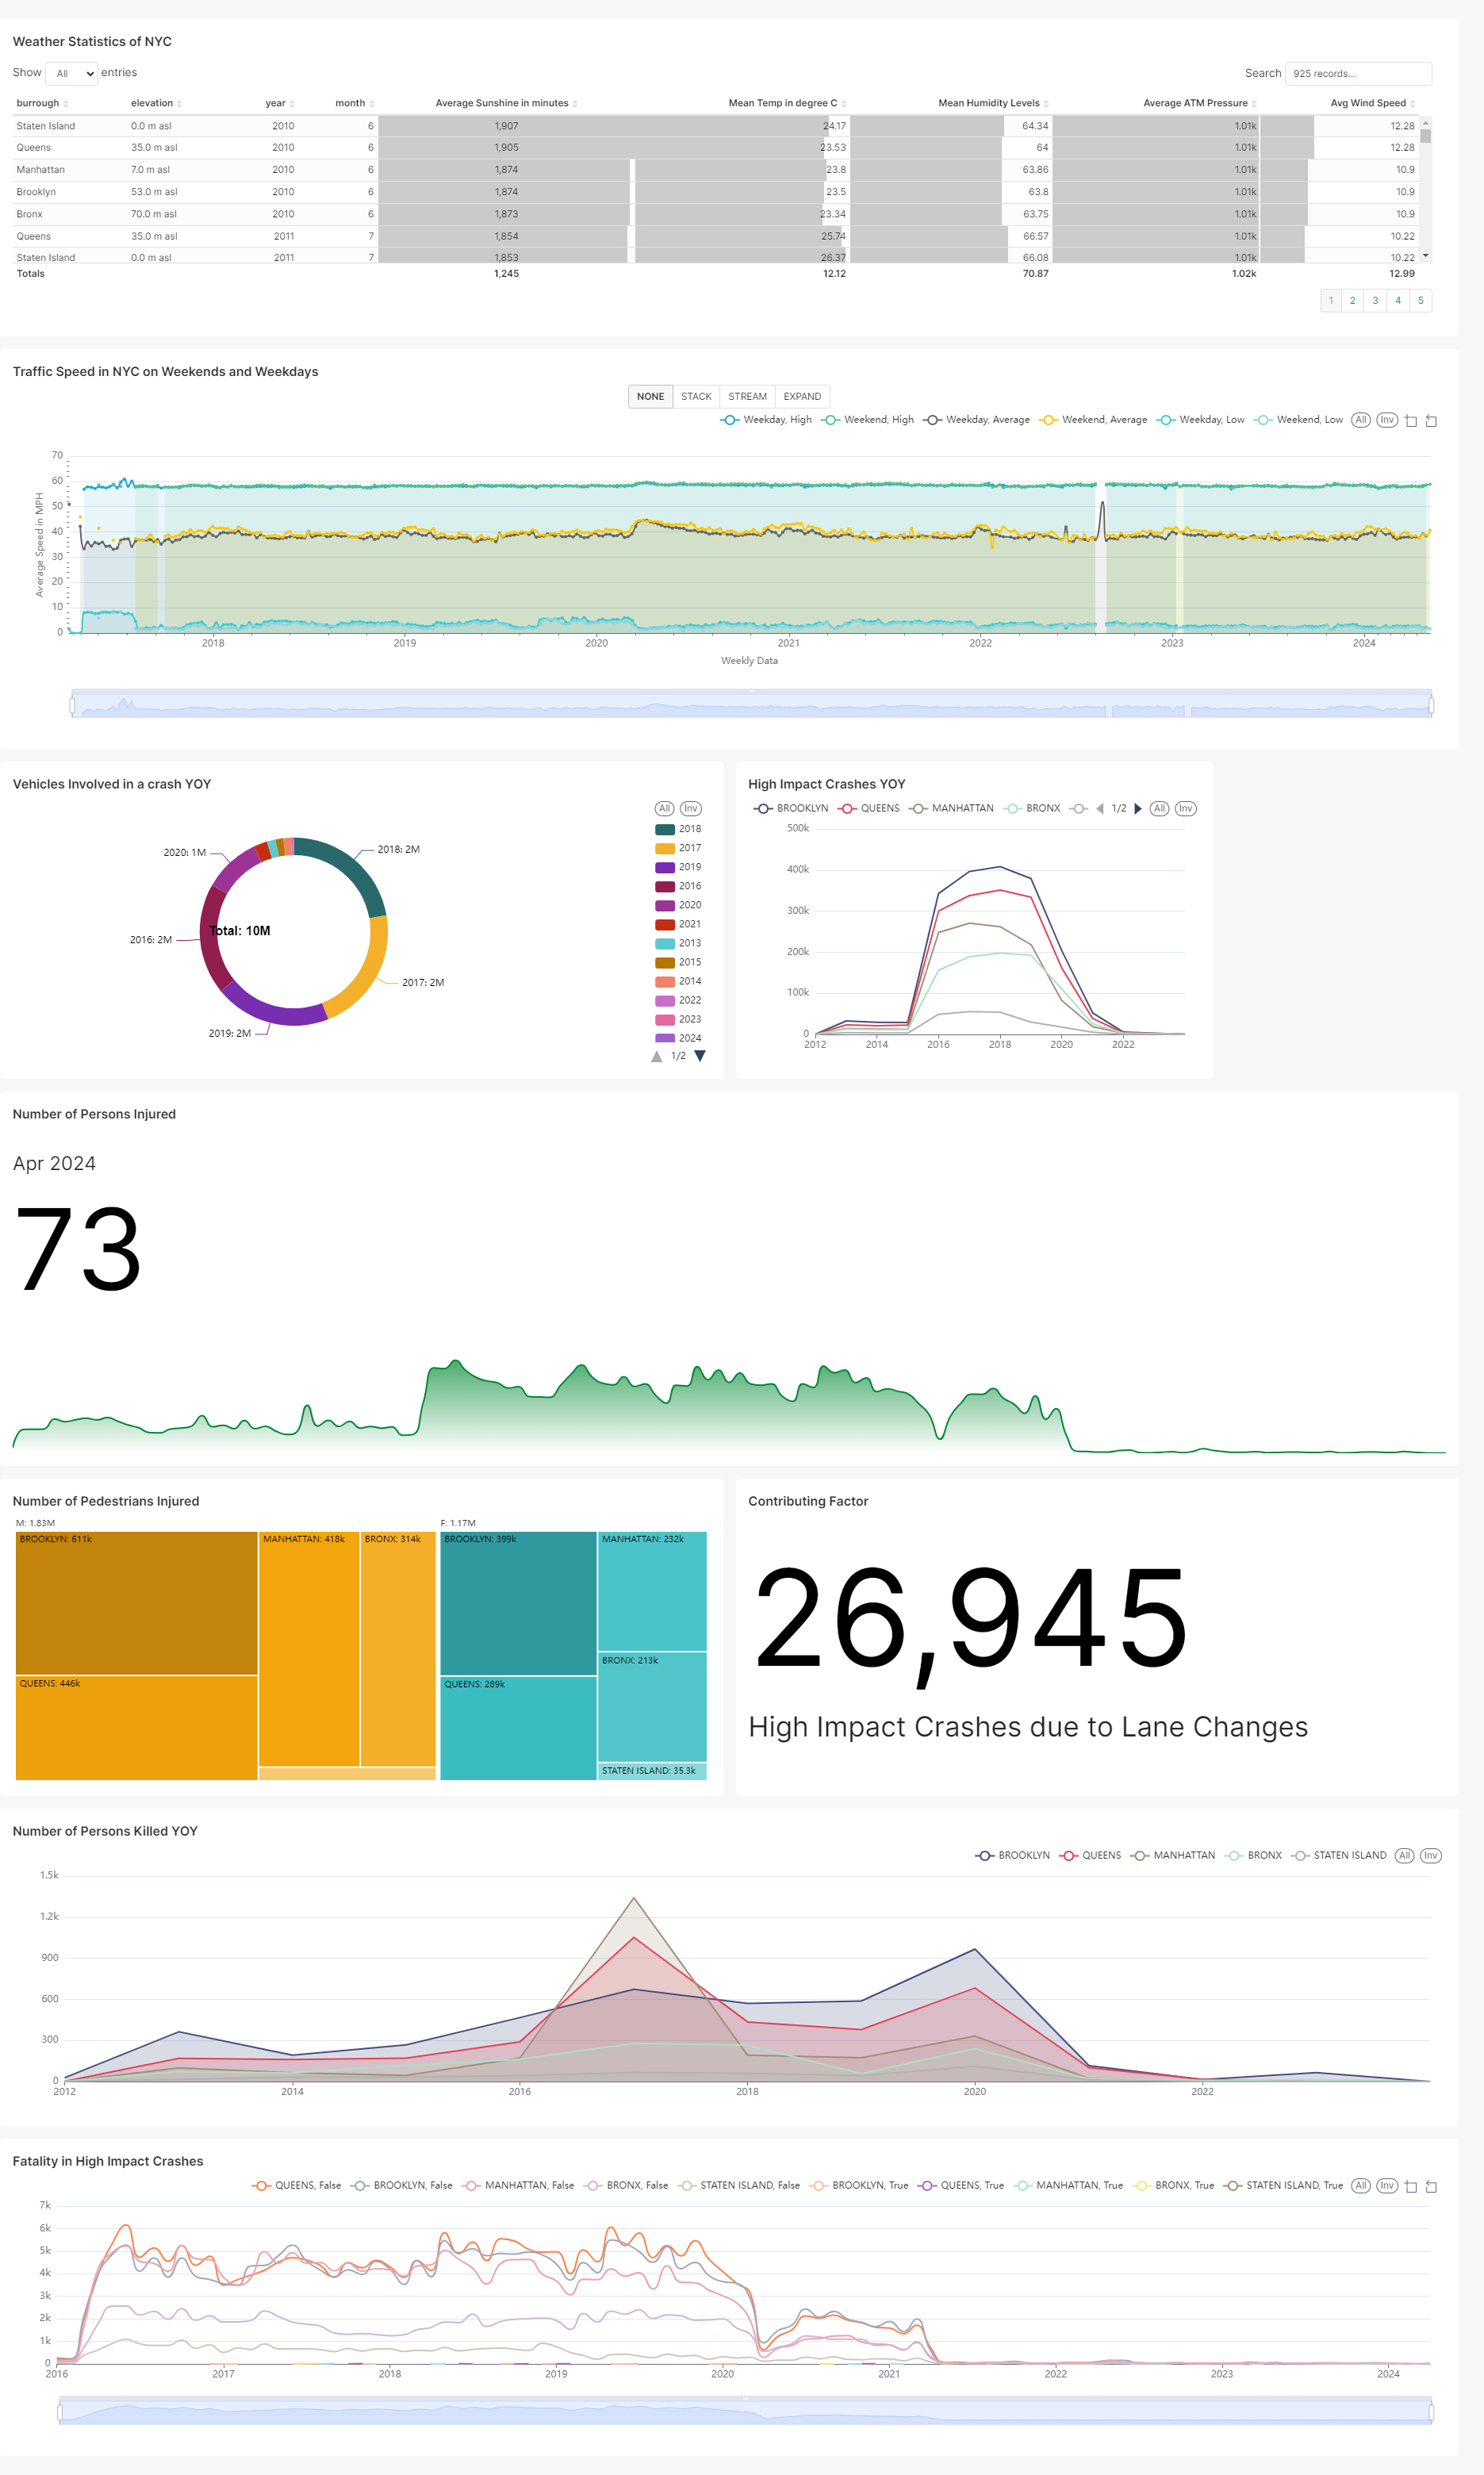 Weather Statistics of NYC
Show All entries
Search 925 records...
burrough elevation year month Average Sunshine in minutes Mean Temp in degree C Mean Humidity Levels Average ATM Pressure Avg Wind Speed
Staten Island 0.0 m asl 2010 6 1,907 24.17 64.34 1.01k 12.28
Queens 35.0 m asl 2010 6 1,905 23.53 64 1.01k 12.28
Manhattan 7.0 m asl 2010 6 1,874 23.8 63.86 1.01k 10.9
Brooklyn 53.0 m asl 2010 6 1,874 23.5 63.8 1.01k 10.9
Bronx 70.0 m asl 2010 6 1,873 23.34 63.75 1.01k 10.9
Queens 35.0 m asl 2011 7 1,854 25.74 66.57 1.01k 10.22
Staten Island 0.0 m asl 2011 7 1,853 26.37 66.08 1.01k 10.22
Totals 1,245 12.12 70.87 1.02k 12.99
1 2 3 4 5
Traffic Speed in NYC on Weekends and Weekdays
NONE STACK STREAM EXPAND
Weekday, High Weekend, High Weekday, Average Weekend, Average Weekday, Low Weekend, Low All Inv
70
60
50
40
30
20
10
0
Average Speed in MPH
2018 2019 2020 2021 2022 2023 2024
Weekly Data
Vehicles Involved in a crash YOY
All Inv
2018
2017
2019
2016
2020
2021
2013
2015
2014
2022
2023
2024
1/2
2020: 1M
2018: 2M
Total: 10M
2016: 2M
2017: 2M
2019: 2M
High Impact Crashes YOY
BROOKLYN QUEENS MANHATTAN BRONX 1/2 All Inv
500k
400k
300k
200k
100k
0
2012 2014 2016 2018 2020 2022
Number of Persons Injured
Apr 2024
73
Number of Pedestrians Injured
M: 1.83M F: 1.17M
BROOKLYN: 611k MANHATTAN: 418k BRONX: 314k BROOKLYN: 399k MANHATTAN: 232k
BRONX: 213k
QUEENS: 446k QUEENS: 289k
STATEN ISLAND: 35.3k
Contributing Factor
26,945
High Impact Crashes due to Lane Changes
Number of Persons Killed YOY
BROOKLYN QUEENS MANHATTAN BRONX STATEN ISLAND All Inv
1.5k
1.2k
900
600
300
0
2012 2014 2016 2018 2020 2022
Fatality in High Impact Crashes
QUEENS, False BROOKLYN, False MANHATTAN, False BRONX, False STATEN ISLAND, False BROOKLYN, True QUEENS, True MANHATTAN, True BRONX, True STATEN ISLAND, True All Inv
7k
6k
5k
4k
3k
2k
1k
0
2016 2017 2018 2019 2020 2021 2022 2023 2024